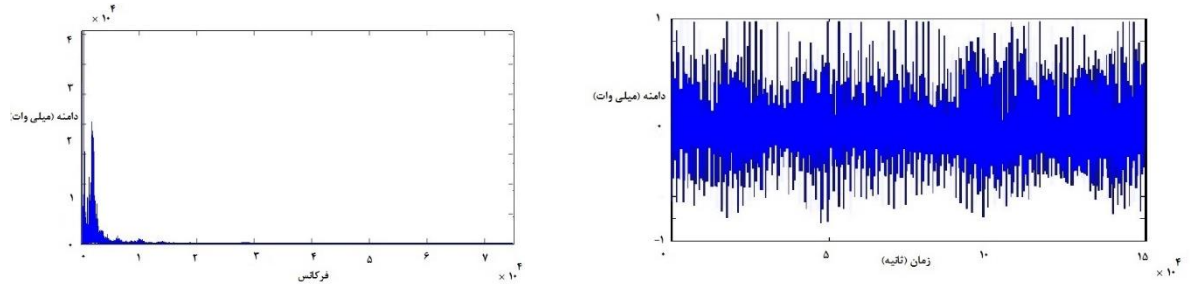 × ۱۰ ۴
۴
۳
دامنه (میلی وات)
۲
۱
۰
۰ ۱ ۲ ۳ ۴ ۵ ۶ ۷
× ۱۰ ۴
فرکانس
۱
دامنه (میلی وات)
۰
-۱
۰ ۵ ۱۰ ۱۵
× ۱۰ ۴
زمان (ثانیه)